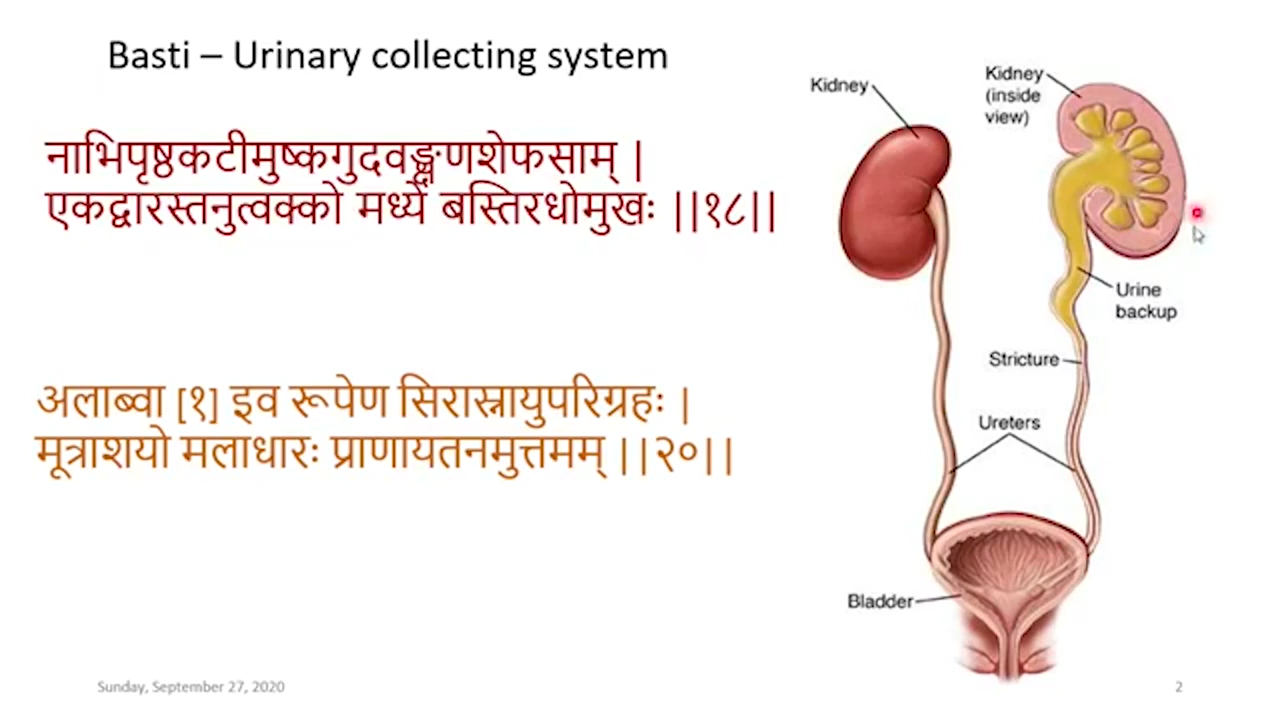 Basti – Urinary collecting system
नाभिपृष्ठकटीमुष्कगुदवङ्क्षणशेफसाम् |
एकद्वारस्तनुत्वक्को मध्ये बस्तिरधोमुखः ||१८||
अलाब्वा [१] इव रूपेण सिरास्नायुपरिग्रहः |
मूत्राशयो मलाधारः प्राणायतनमुत्तमम् ||२०||
Kidney
Kidney
(inside
view)
Urine
backup
Stricture
Ureters
Bladder
Sunday, September 27, 2020
2